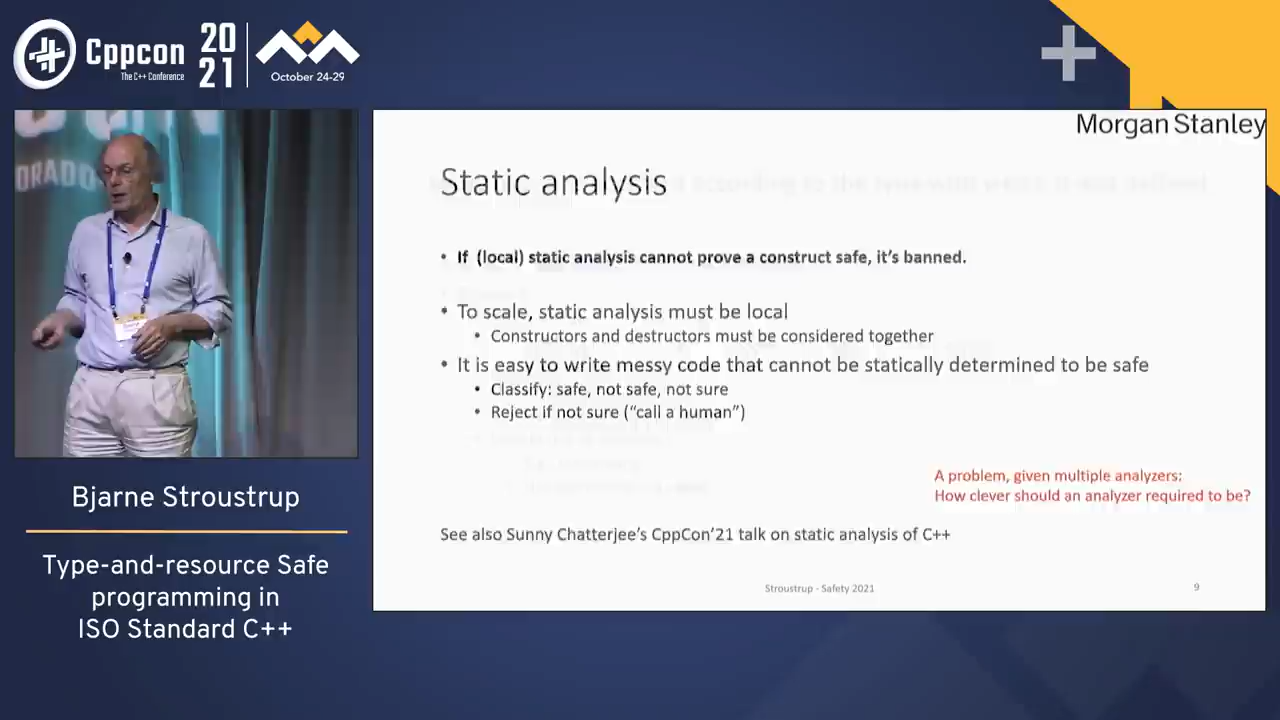 Cppcon
The C++ Conference
20
21
October 24-29
ORADO
Morgan Stanley
Static analysis
• If (local) static analysis cannot prove a construct safe, it's banned.
• To scale, static analysis must be local
• Constructors and destructors must be considered together
• It is easy to write messy code that cannot be statically determined to be safe
• Classify: safe, not safe, not sure
• Reject if not sure ("call a human")
A problem, given multiple analyzers:
How clever should an analyzer required to be?
See also Sunny Chatterjee's CppCon'21 talk on static analysis of C++
Stroustrup - Safety 2021
9
Bjarne Stroustrup
Type-and-resource Safe
programming in
ISO Standard C++